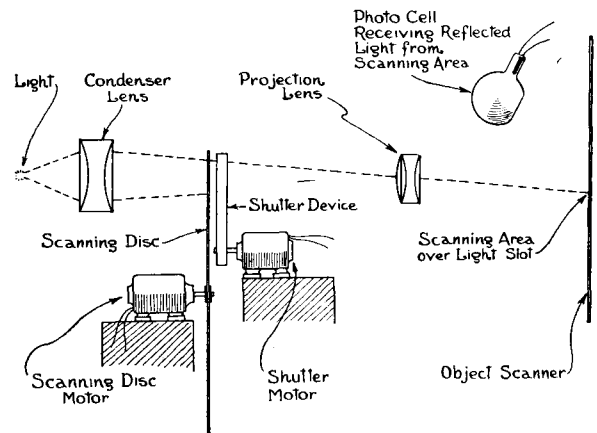 Photo Cell
Receiving Reflected
Light from
Scanning Area
Light
Condenser
Lens
Projection
Lens
Shutter Device
Scanning Disc
Scanning Area
over Light Slot
Scanning Disc
Motor
Shutter
Motor
Object Scanner